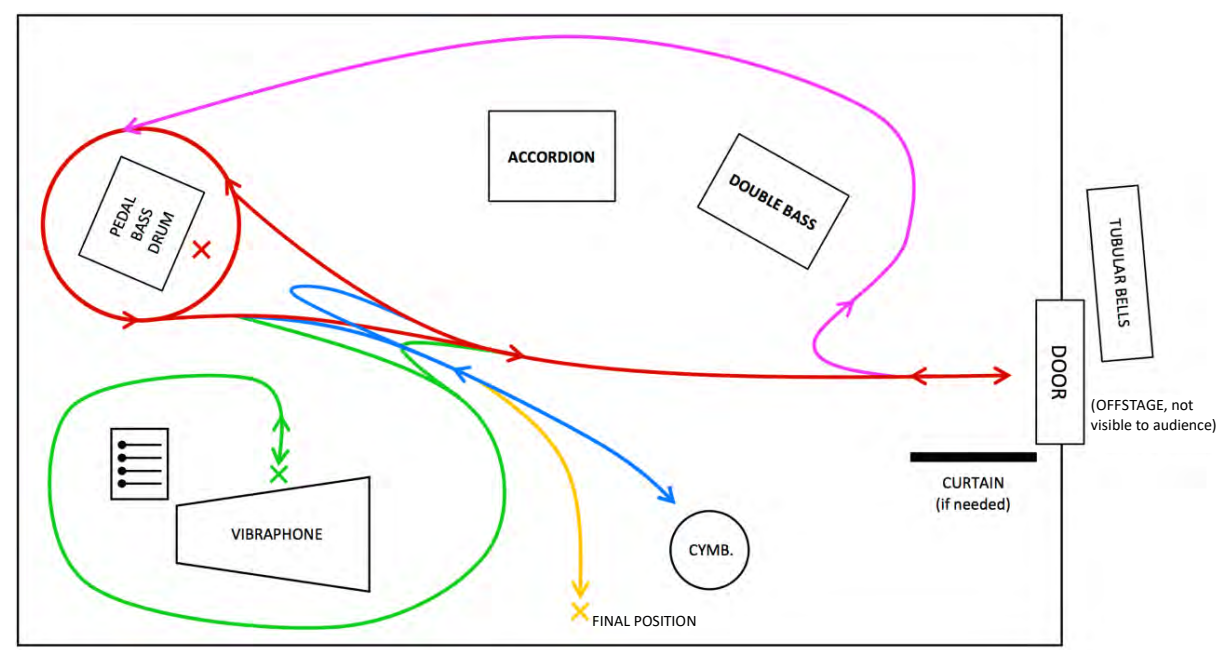 ACCORDION
DOUBLE BASS
PEDAL
BASS
DRUM
TUBULAR BELLS
DOOR
(OFFSTAGE, not
visible to audience)
CURTAIN
(if needed)
VIBRAPHONE
CYMB.
FINAL POSITION